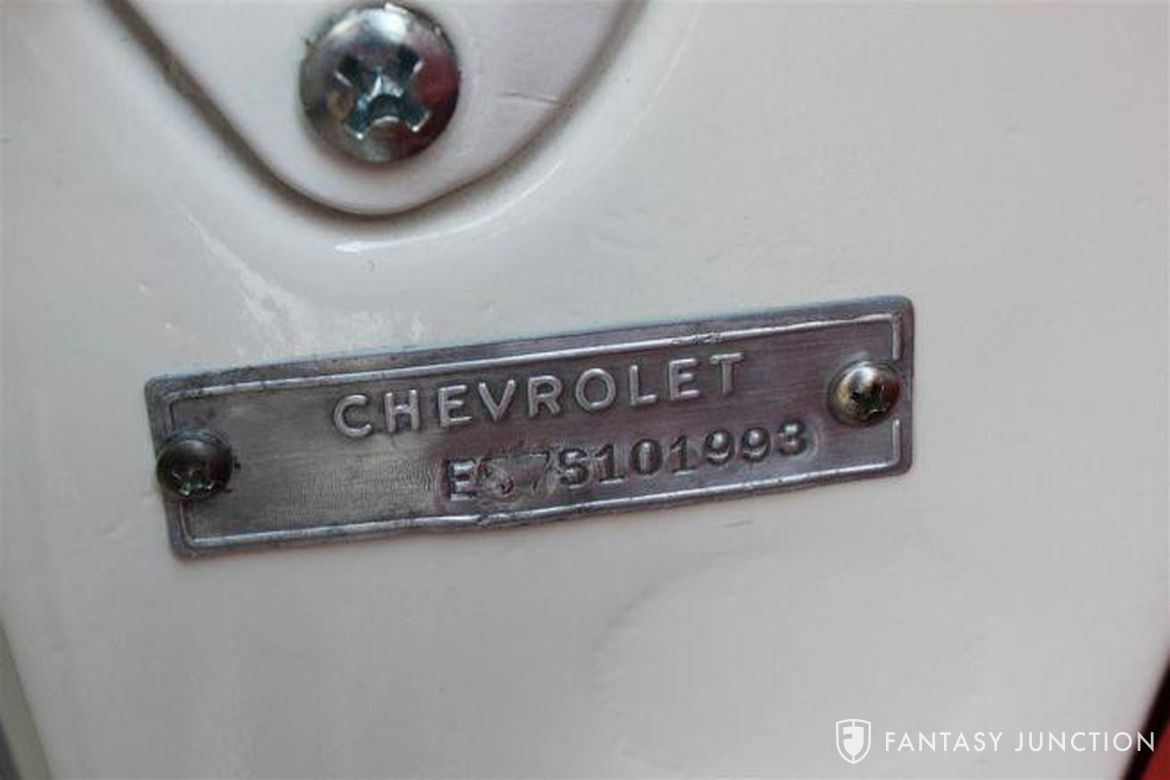 CHEVROLET
E57S101993
FANTASY JUNCTION